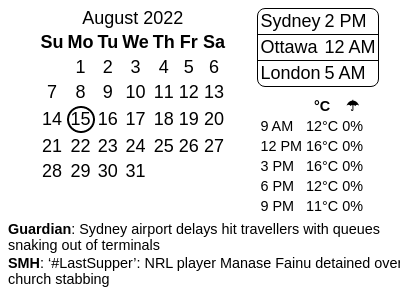 August 2022
Su Mo Tu We Th Fr Sa
1 2 3 4 5 6
7 8 9 10 11 12 13
14 15 16 17 18 19 20
21 22 23 24 25 26 27
28 29 30 31
Sydney 2 PM
Ottawa 12 AM
London 5 AM
°C ☂
9 AM 12°C 0%
12 PM 16°C 0%
3 PM 16°C 0%
6 PM 12°C 0%
9 PM 11°C 0%
Guardian: Sydney airport delays hit travellers with queues
snaking out of terminals
SMH: ‘#LastSupper’: NRL player Manase Fainu detained over
church stabbing